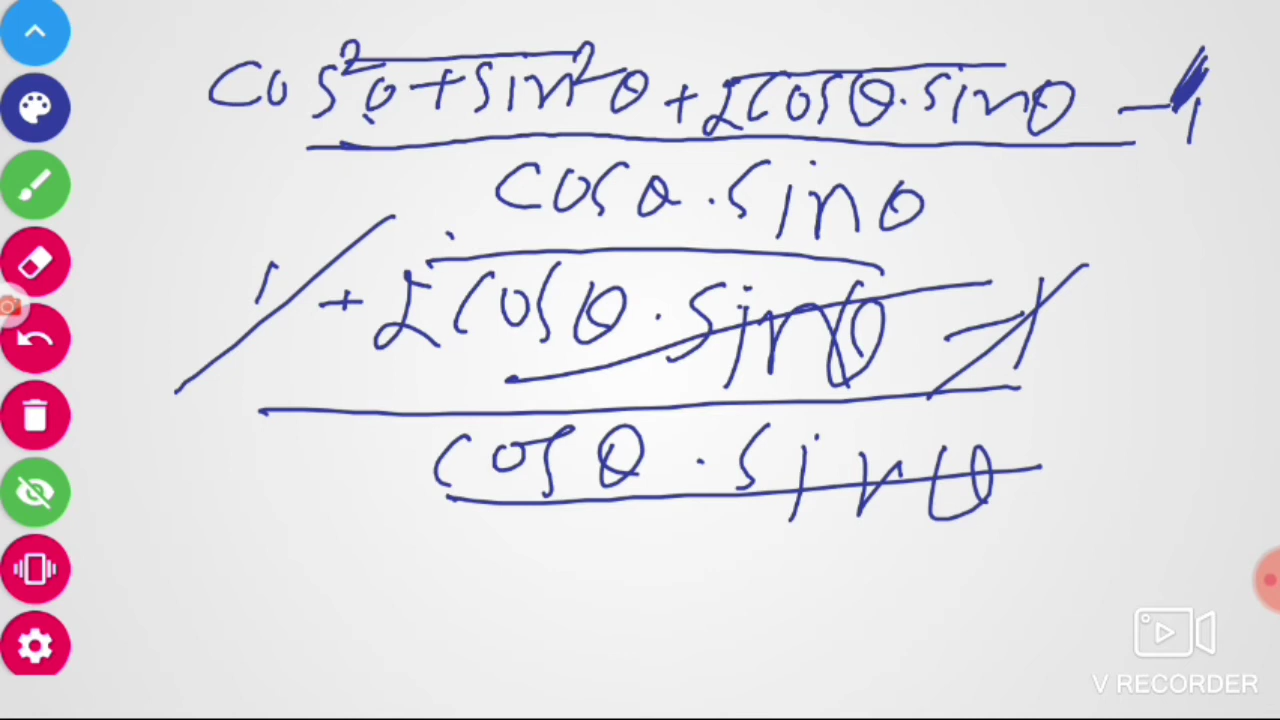 cos²θ + sin²θ + 2cosθ.sinθ - 1
cosθ.sinθ
1 + 2cosθ.sinθ - 1
cosθ.sinθ
V RECORDER